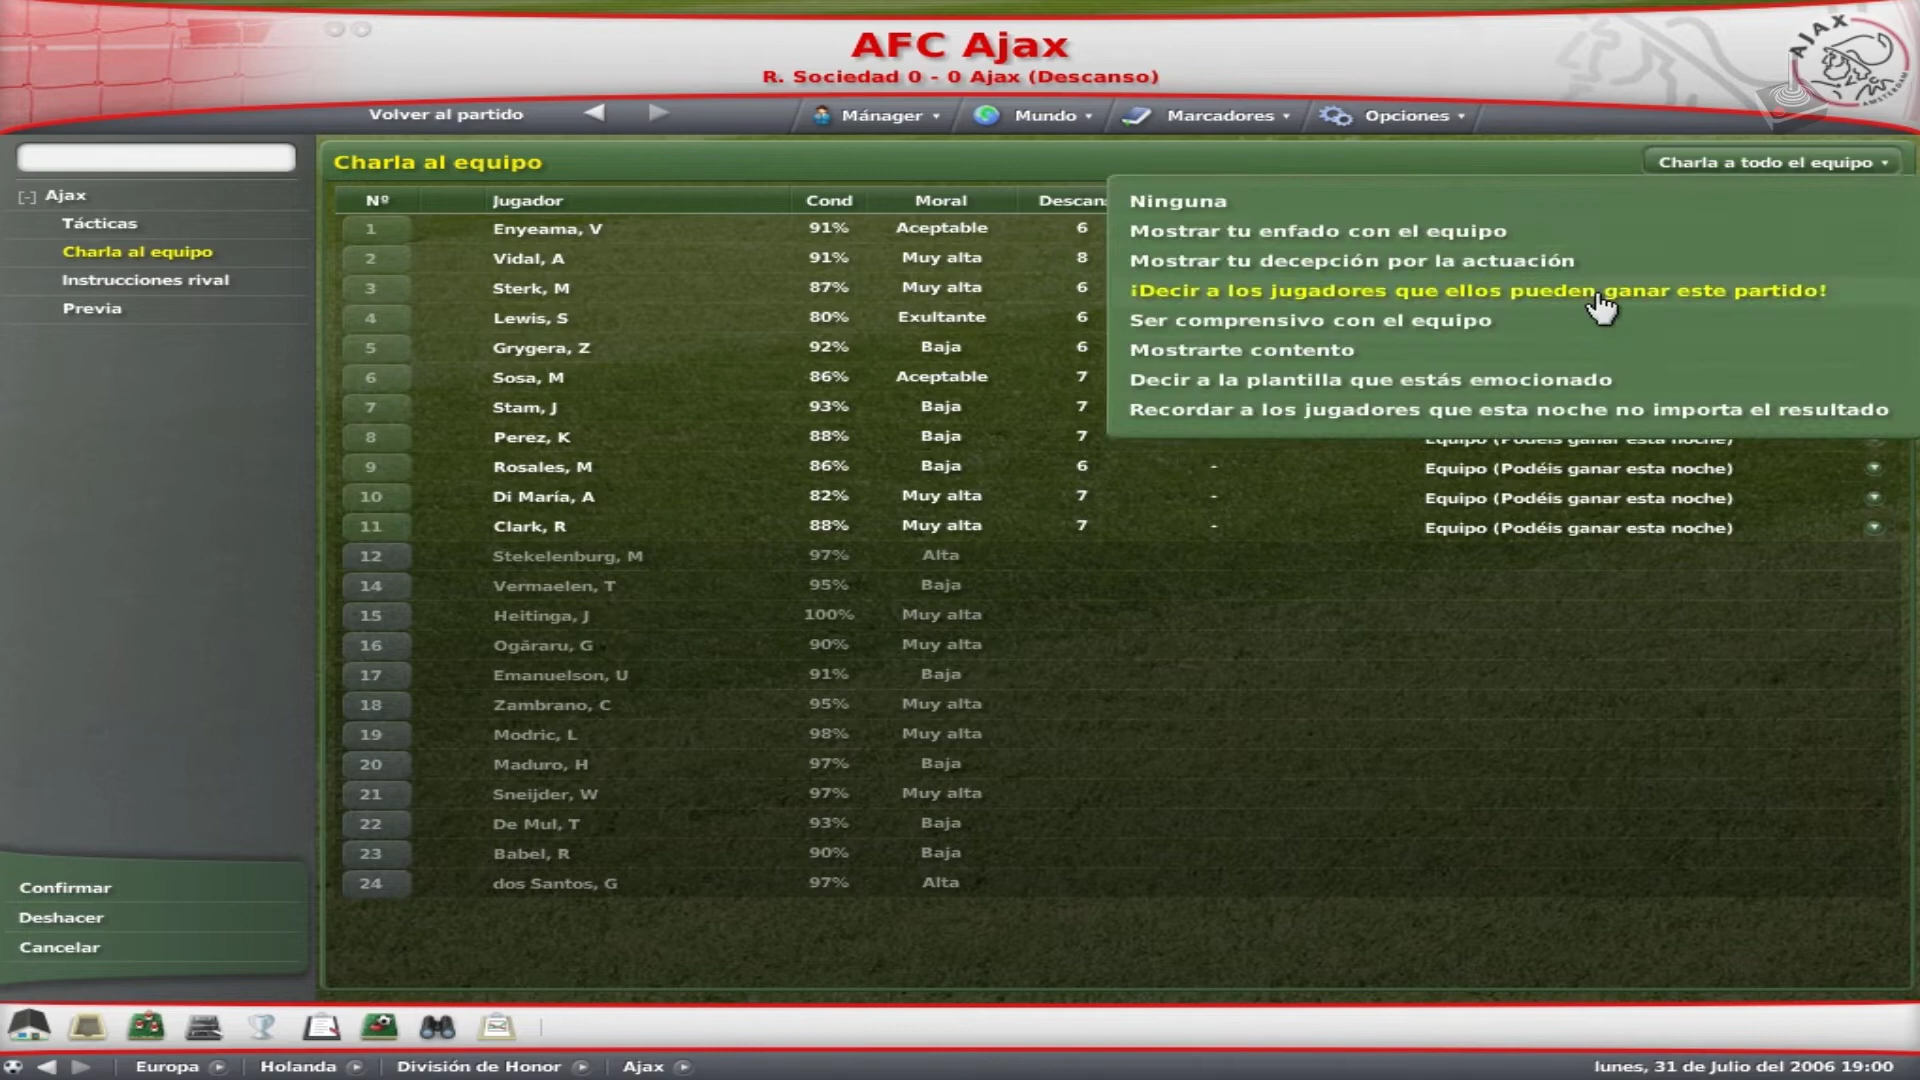 AFC Ajax
R. Sociedad 0 - 0 Ajax (Descanso)
AJAX
AMSTERDAM
Volver al partido
Mánager
Mundo
Marcadores
Opciones
Charla al equipo
Charla a todo el equipo
[-] Ajax
Tácticas
Charla al equipo
Instrucciones rival
Previa
Nº Jugador Cond Moral Descan
1 Enyeama, V 91% Aceptable 6
2 Vidal, A 91% Muy alta 8
3 Sterk, M 87% Muy alta 6
4 Lewis, S 80% Exultante 6
5 Grygera, Z 92% Baja 6
6 Sosa, M 86% Aceptable 7
7 Stam, J 93% Baja 7
8 Perez, K 88% Baja 7 Equipo (Podéis ganar esta noche)
9 Rosales, M 86% Baja 6 - Equipo (Podéis ganar esta noche)
10 Di María, A 82% Muy alta 7 - Equipo (Podéis ganar esta noche)
11 Clark, R 88% Muy alta 7 - Equipo (Podéis ganar esta noche)
12 Stekelenburg, M 97% Alta
14 Vermaelen, T 95% Baja
15 Heitinga, J 100% Muy alta
16 Ogăraru, G 90% Muy alta
17 Emanuelson, U 91% Baja
18 Zambrano, C 95% Muy alta
19 Modric, L 98% Muy alta
20 Maduro, H 97% Baja
21 Sneijder, W 97% Muy alta
22 De Mul, T 93% Baja
23 Babel, R 90% Baja
24 dos Santos, G 97% Alta
Ninguna
Mostrar tu enfado con el equipo
Mostrar tu decepción por la actuación
¡Decir a los jugadores que ellos pueden ganar este partido!
Ser comprensivo con el equipo
Mostrarte contento
Decir a la plantilla que estás emocionado
Recordar a los jugadores que esta noche no importa el resultado
Confirmar
Deshacer
Cancelar
Europa
Holanda
División de Honor
Ajax
lunes, 31 de Julio del 2006 19:00